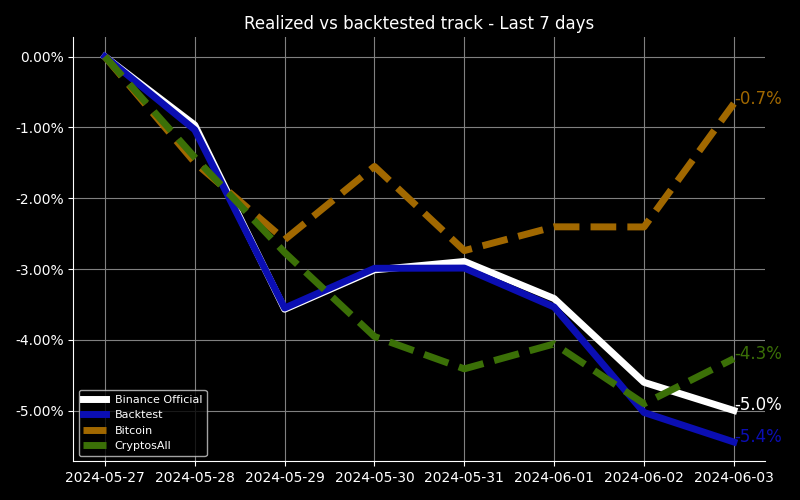 Realized vs backtested track - Last 7 days
0.00%
-1.00%
-2.00%
-3.00%
-4.00%
-5.00%
-0.7%
-4.3%
-5.0%
-5.4%
Binance Official
Backtest
Bitcoin
CryptosAll
2024-05-27 2024-05-28 2024-05-29 2024-05-30 2024-05-31 2024-06-01 2024-06-02 2024-06-03